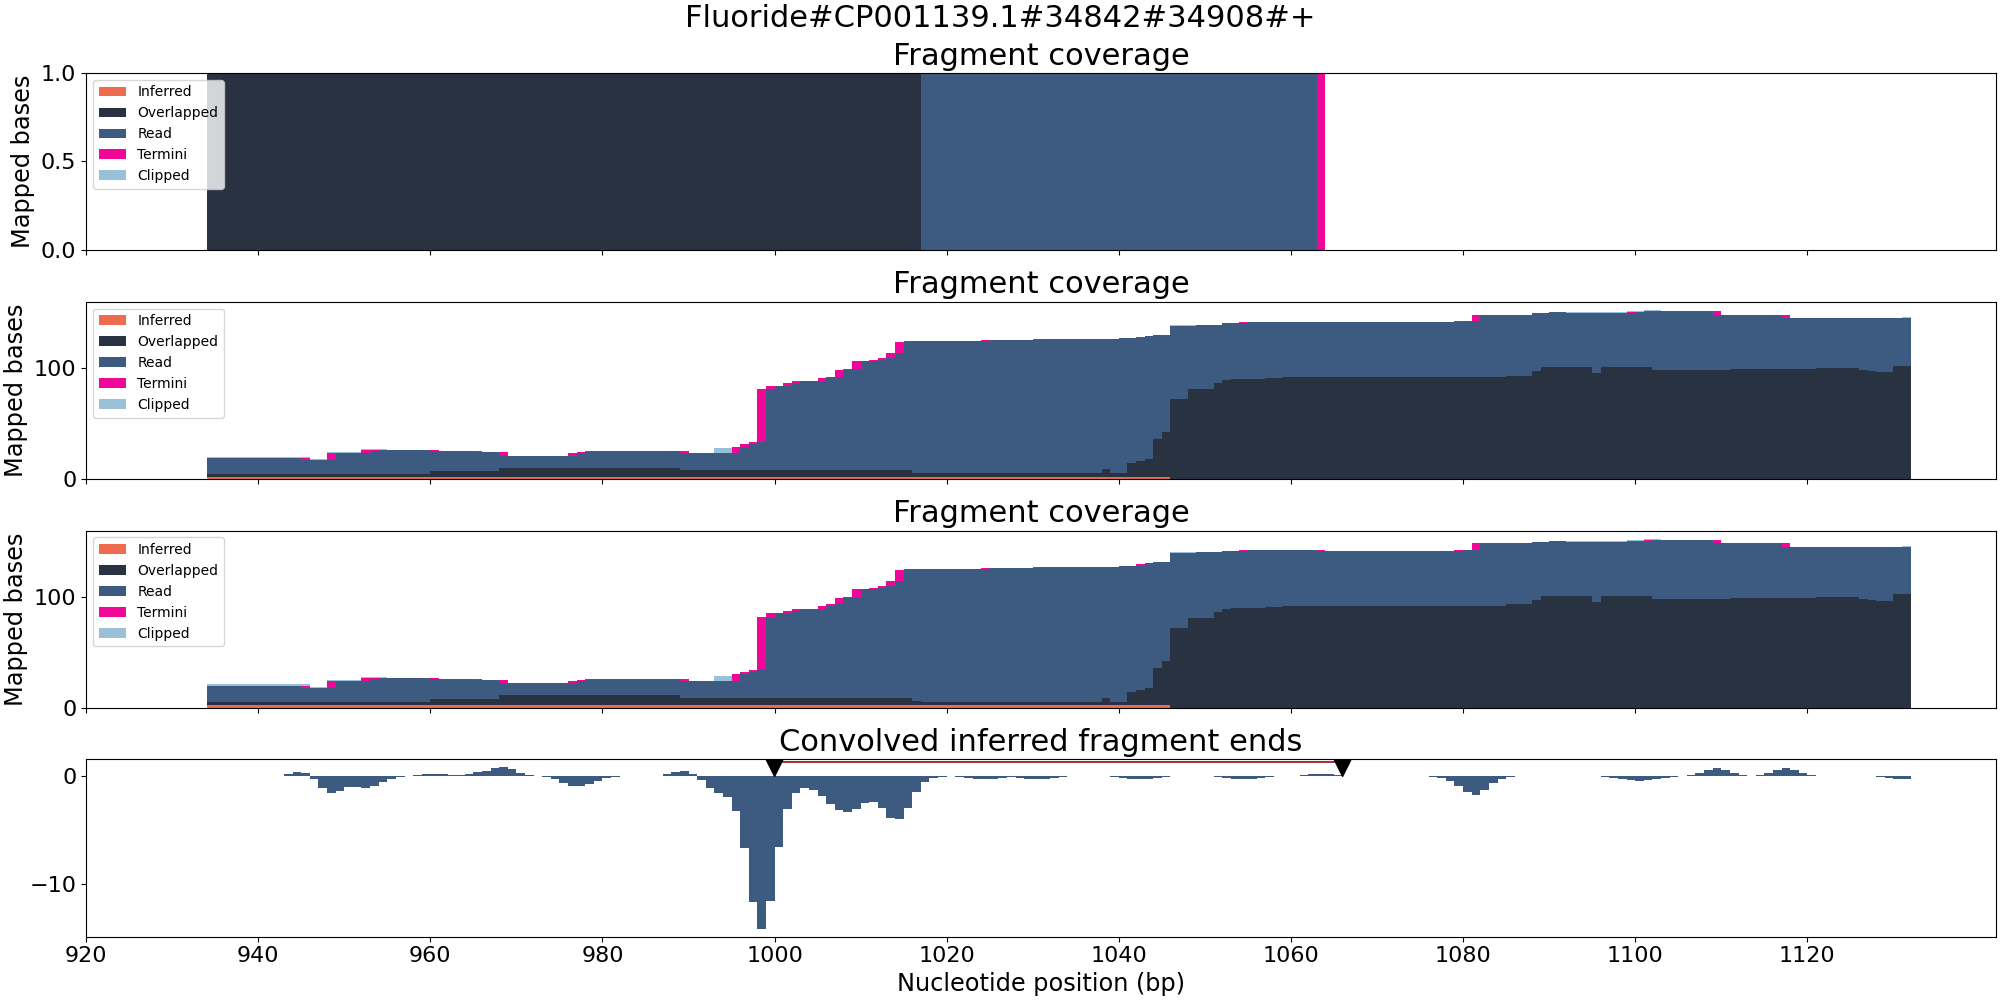 Fluoride#CP001139.1#34842#34908#+
Fragment coverage
Mapped bases
1.0
0.5
0.0
Inferred
Overlapped
Read
Termini
Clipped
Fragment coverage
Mapped bases
100
0
Inferred
Overlapped
Read
Termini
Clipped
Fragment coverage
Mapped bases
100
0
Inferred
Overlapped
Read
Termini
Clipped
Convolved inferred fragment ends
0
−10
920 940 960 980 1000 1020 1040 1060 1080 1100 1120
Nucleotide position (bp)